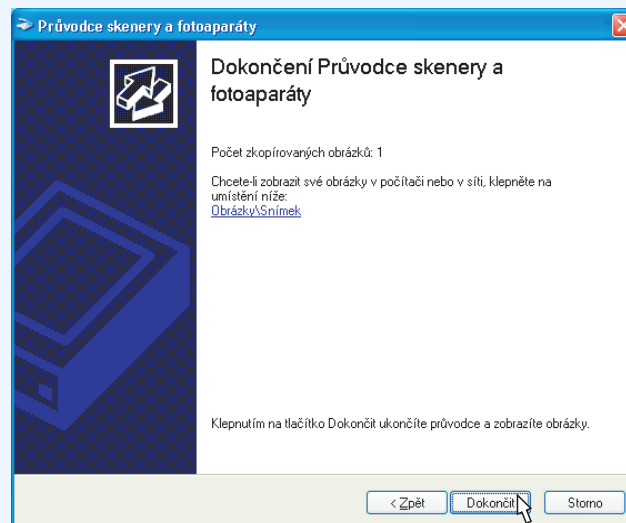 Průvodce skenery a fotoaparáty
Dokončení Průvodce skenery a
fotoaparáty
Počet zkopírovaných obrázků: 1
Chcete-li zobrazit své obrázky v počítači nebo v síti, klepněte na
umístění níže:
Obrázky\Snímek
Klepnutím na tlačítko Dokončit ukončíte průvodce a zobrazíte obrázky.
< Zpět
Dokončit
Storno